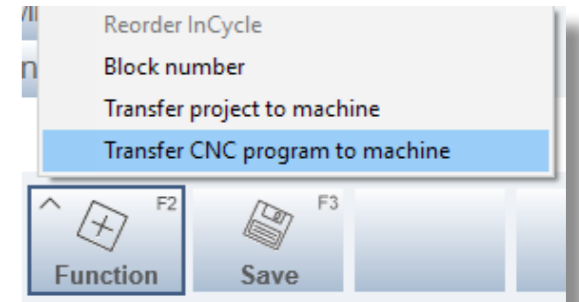 Reorder InCycle
Block number
Transfer project to machine
Transfer CNC program to machine
F2
Function
F3
Save